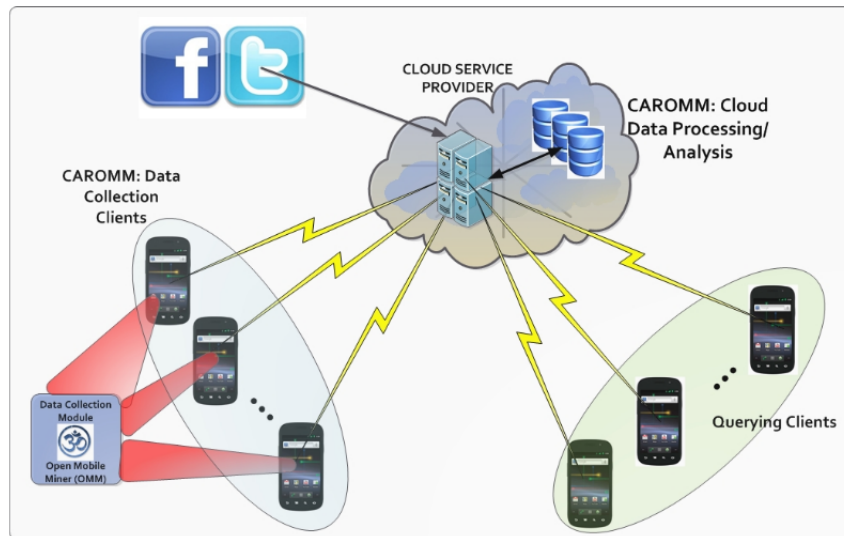 f
t
CLOUD SERVICE
PROVIDER
CAROMM: Cloud
Data Processing/
Analysis
CAROMM: Data
Collection
Clients
Data Collection
Module
ॐ
Open Mobile
Miner (OMM)
Querying Clients